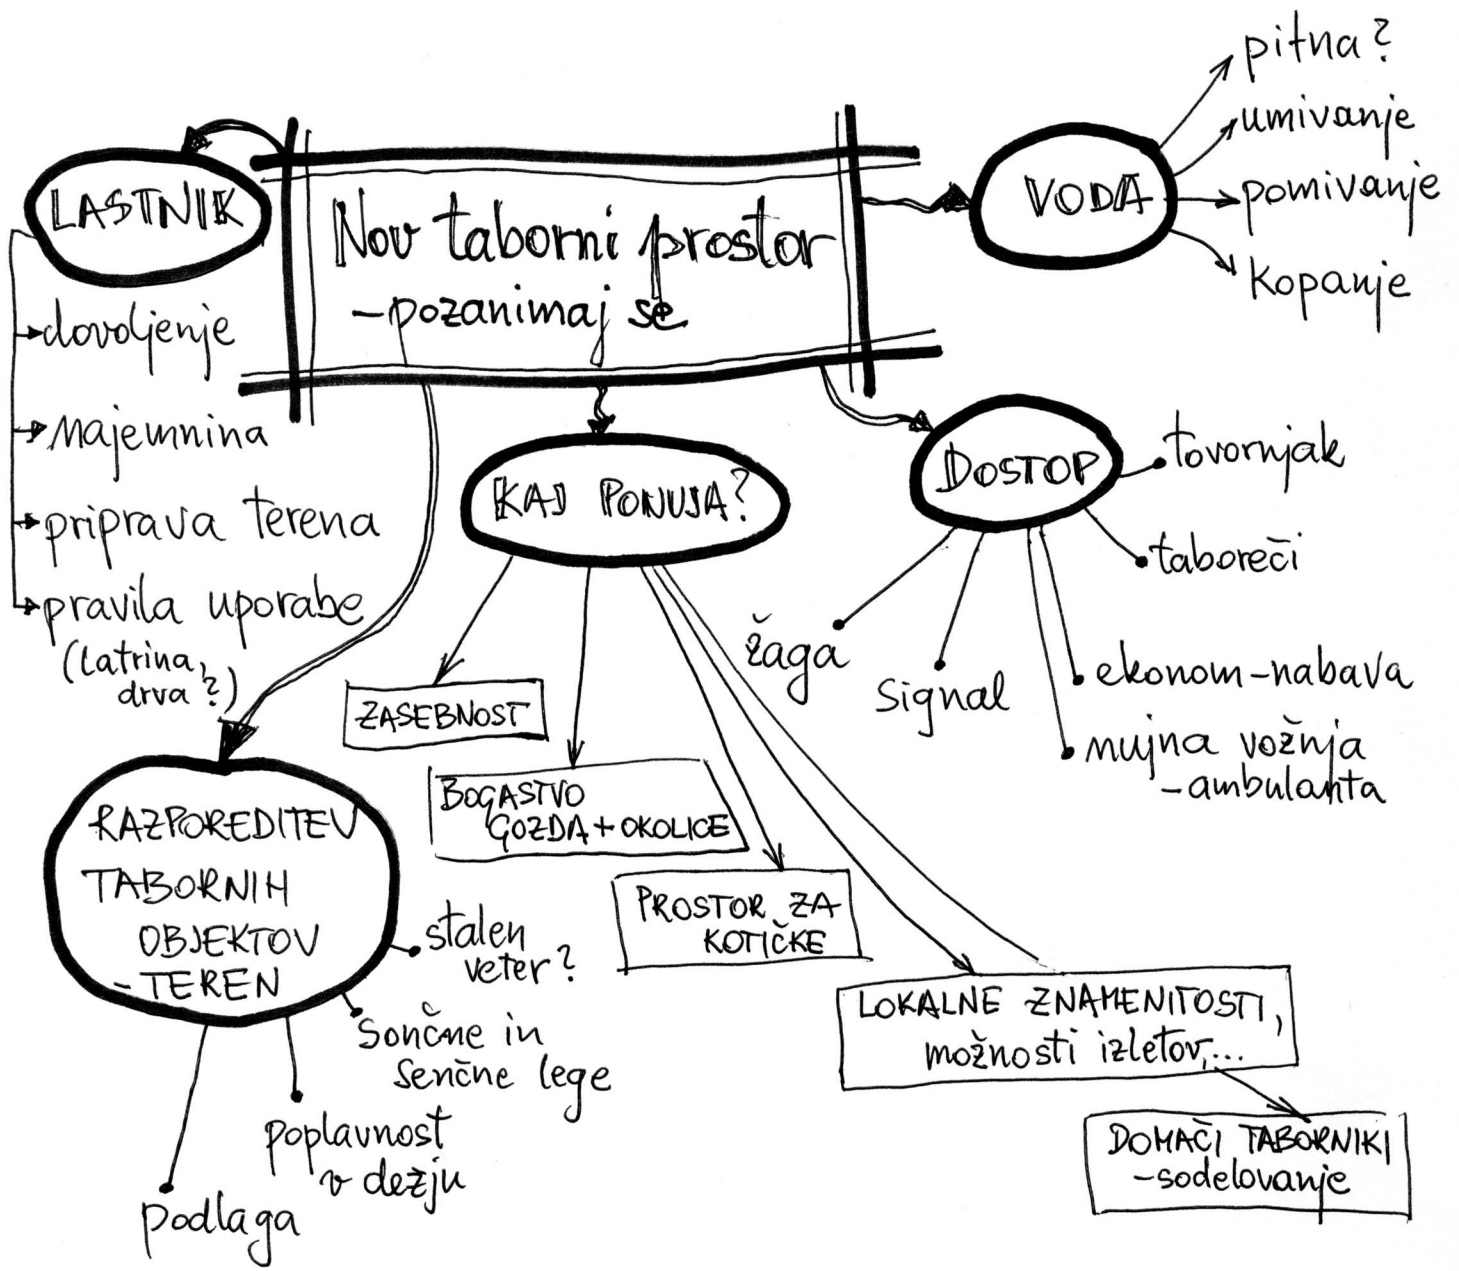 Nov taborni prostor
-pozanimaj se
LASTNIK
dovoljenje
najemnina
priprava terena
pravila uporabe
(latrina,
drva?)
VODA
pitna?
umivanje
pomivanje
kopanje
DOSTOP
tovornjak
taboreči
ekonom-nabava
nujna vožnja
-ambulanta
signal
žaga
KAJ PONUJA?
ZASEBNOST
BOGASTVO
GOZDA+OKOLICE
PROSTOR ZA
KOTIČKE
LOKALNE ZNAMENITOSTI,
možnosti izletov,...
DOMAČI TABORNIKI
-sodelovanje
RAZPOREDITEV
TABORNIH
OBJEKTOV
-TEREN
stalen
veter?
Sončne in
Senčne lege
poplavnost
v dežju
podlaga